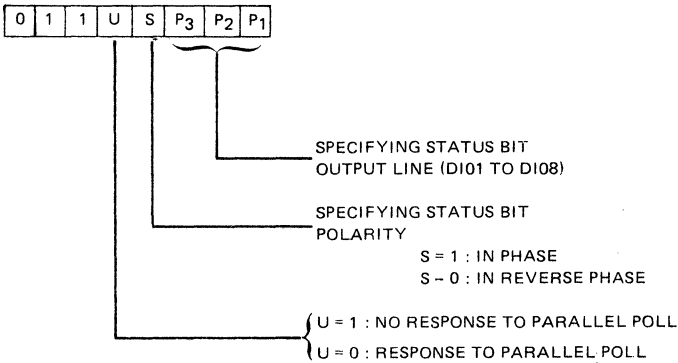 0 1 1 U S P3 P2 P1
SPECIFYING STATUS BIT
OUTPUT LINE (DI01 TO DI08)
SPECIFYING STATUS BIT
POLARITY
S = 1 : IN PHASE
S – 0 : IN REVERSE PHASE
U = 1 : NO RESPONSE TO PARALLEL POLL
U = 0 : RESPONSE TO PARALLEL POLL